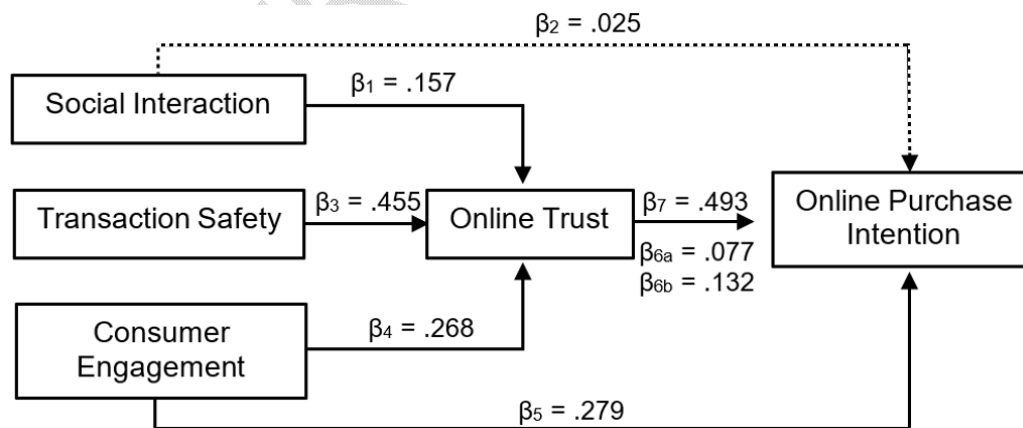 β2 = .025
Social Interaction
β1 = .157
Transaction Safety
β3 = .455
Online Trust
β7 = .493
β6a = .077
β6b = .132
Online Purchase
Intention
Consumer
Engagement
β4 = .268
β5 = .279